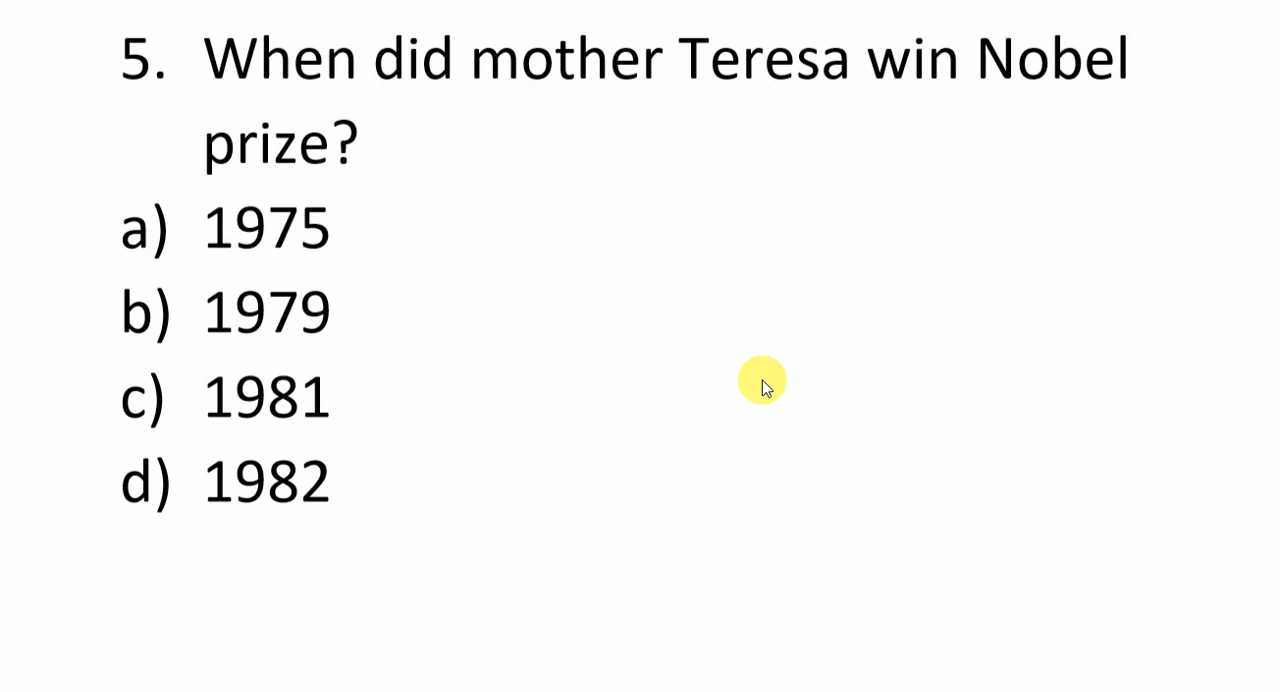 5. When did mother Teresa win Nobel
prize?
a) 1975
b) 1979
c) 1981
d) 1982